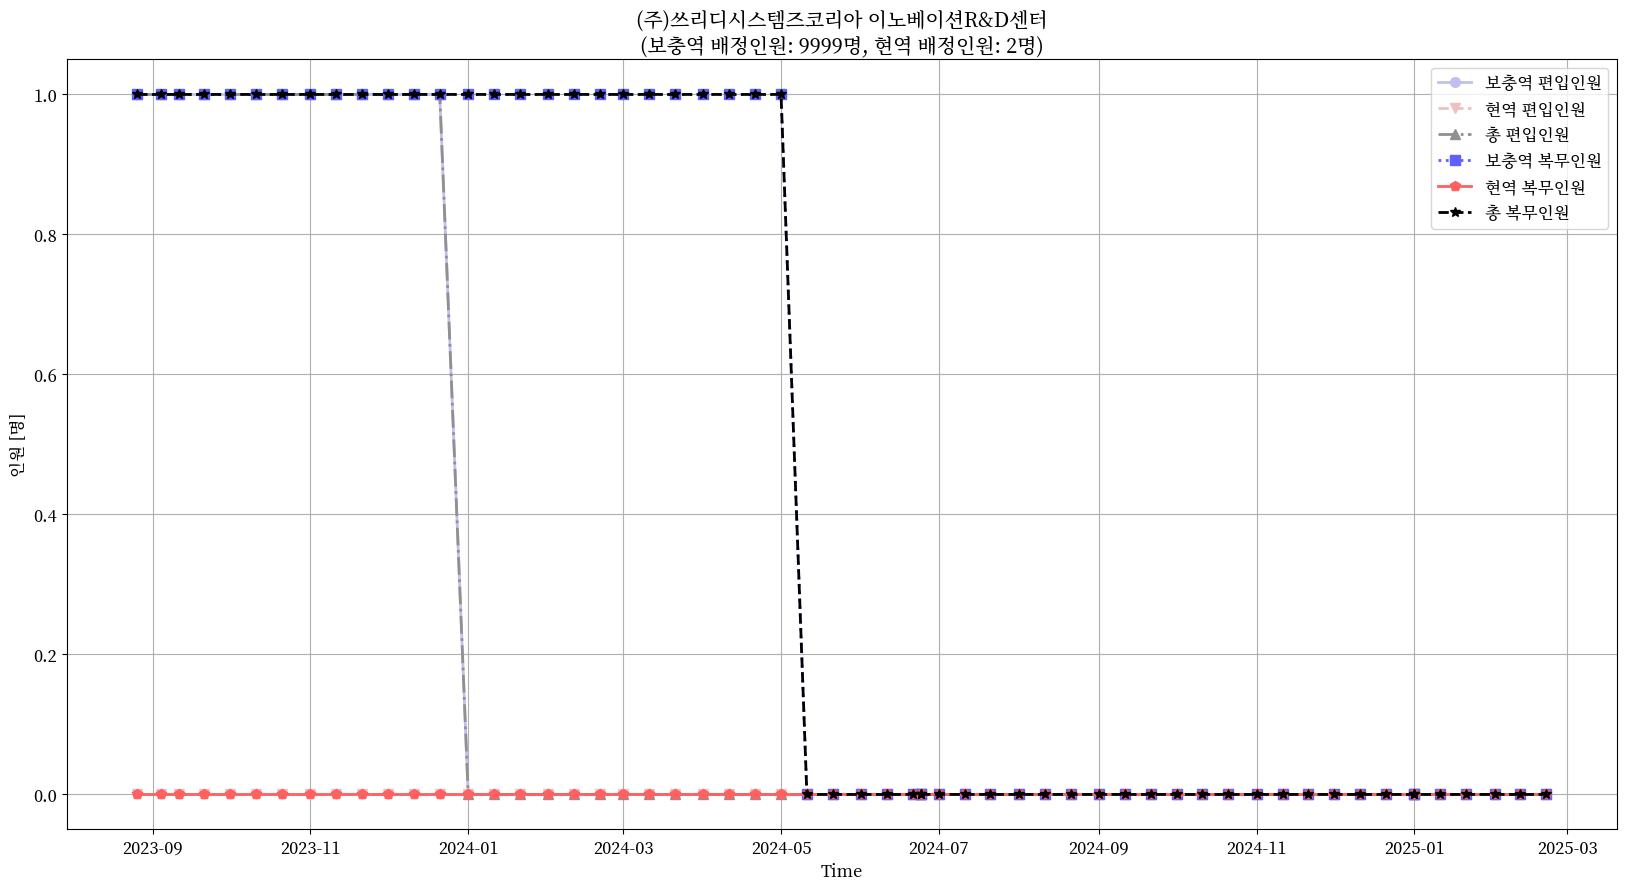 (주)쓰리디시스템즈코리아 이노베이션R&D센터
(보충역 배정인원: 9999명, 현역 배정인원: 2명)
보충역 편입인원
현역 편입인원
총 편입인원
보충역 복무인원
현역 복무인원
총 복무인원
인원 [명]
1.0
0.8
0.6
0.4
0.2
0.0
2023-09
2023-11
2024-01
2024-03
2024-05
2024-07
2024-09
2024-11
2025-01
2025-03
Time